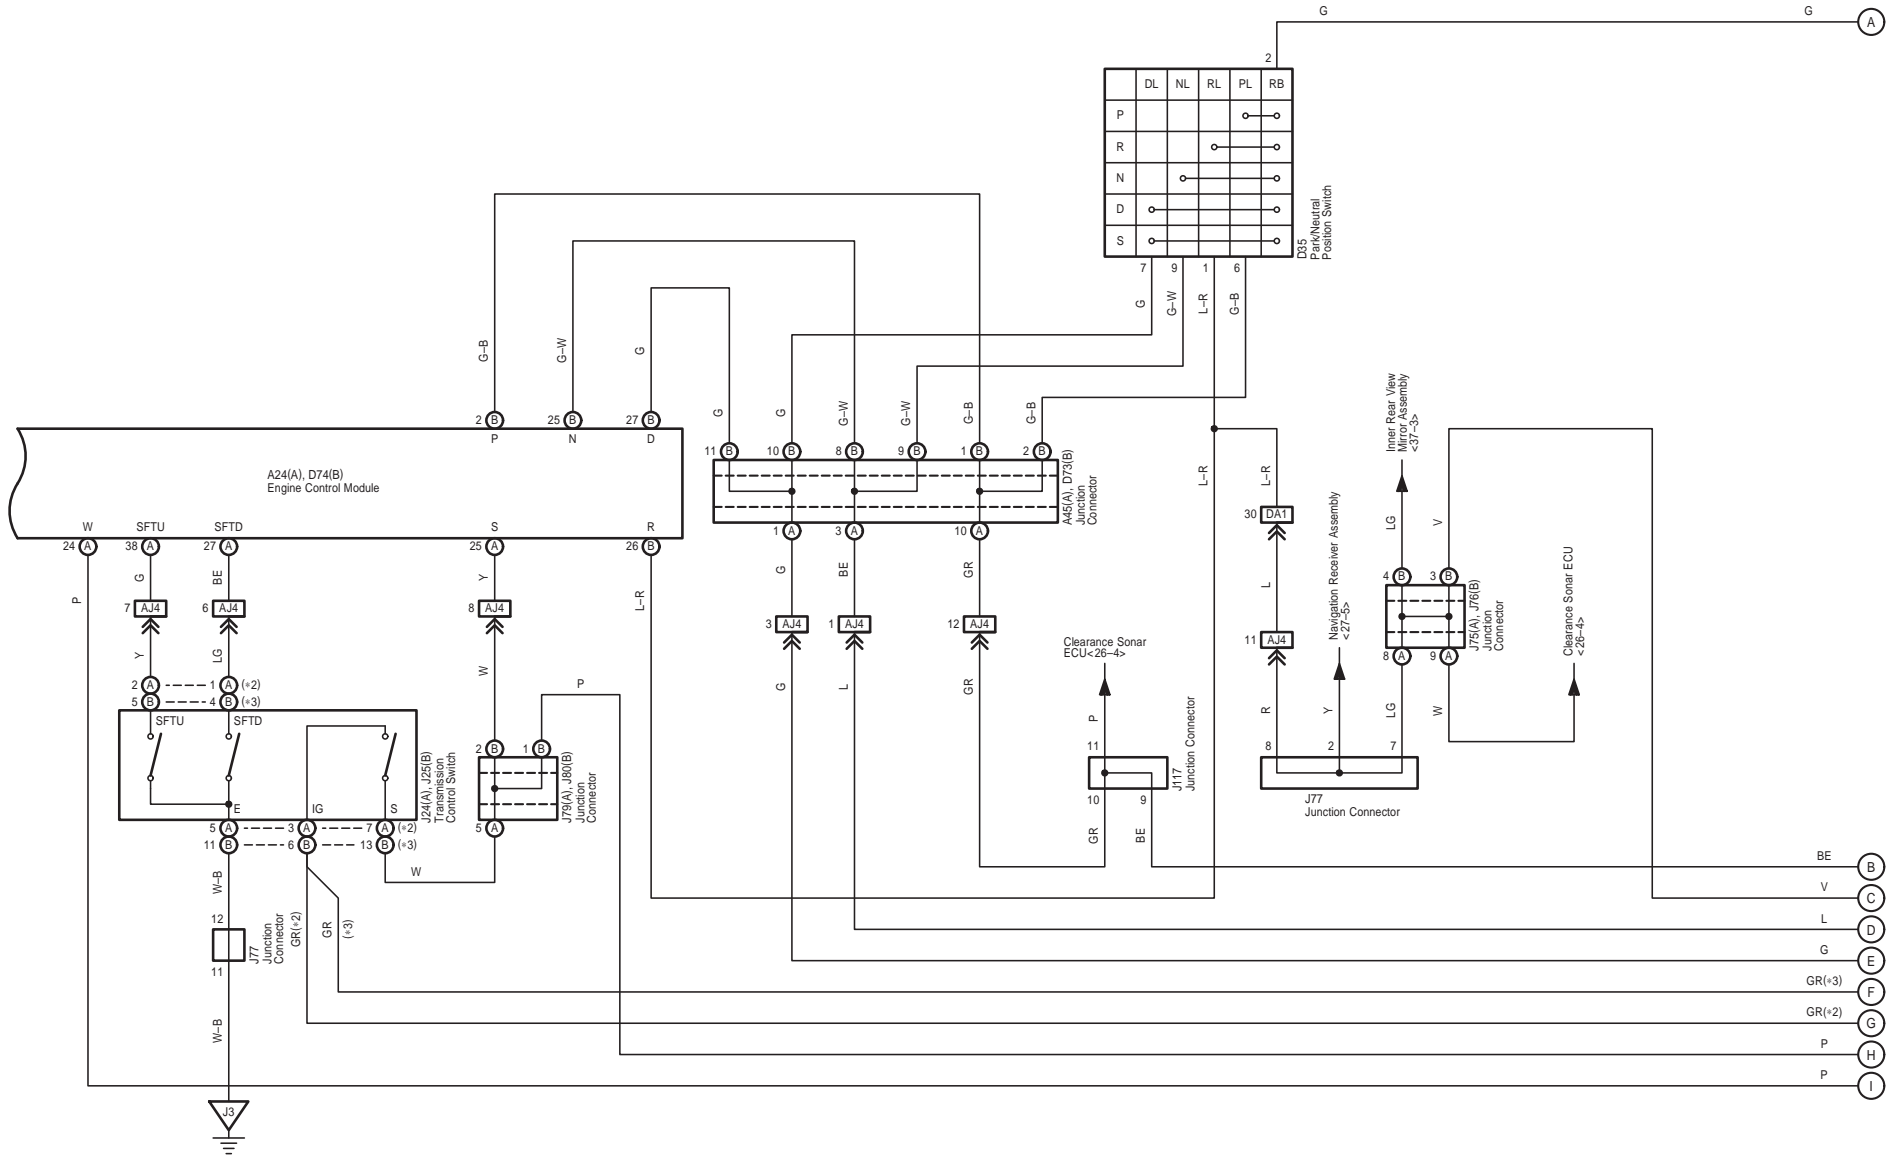 G G A
2
DL NL RL PL RB
P
R
N
D
S
D35
Park/Neutral
Position Switch
7 9 1 6
G G–W L–R G–B
G–B G–W G
2 B 25 B 27 B
P N D
A24(A), D74(B)
Engine Control Module
W SFTU SFTD S R
24 A 38 A 27 A 25 A 26 B
G G G–W G–W G–B G–B
11 B 10 B 8 B 9 B 1 B 2 B
A45(A), D73(B)
Junction
Connector
1 A 3 A 10 A
G BE GR
3 AJ4 1 AJ4 12 AJ4
G L GR
P G BE Y L–R
7 AJ4 6 AJ4 8 AJ4
Y LG W
2 A 1 A (*2)
5 B 4 B (*3)
SFTU SFTD
E IG S
J24(A), J25(B)
Transmission
Control Switch
5 A 3 A 7 A (*2)
11 B 6 B 13 B (*3)
P
2 B 1 B
J79(A), J80(B)
Junction
Connector
5 A
W
W–B GR(*2) GR
(*3)
12
J77
Junction
Connector
11
W–B
J3
L–R L–R
30 DA1
L
11 AJ4
R Y LG W
Navigation Receiver Assembly
<27–5>
Inner Rear View
Mirror Assembly
<37–3>
LG V
4 B 3 B
J75(A), J76(B)
Junction
Connector
8 A 9 A
Clearance Sonar ECU
<26–4>
Clearance Sonar
ECU<26–4>
P
11
J117
Junction Connector
10 9
GR BE
8 2 7
J77
Junction Connector
BE B
V C
L D
G E
GR(*3) F
GR(*2) G
P H
P I